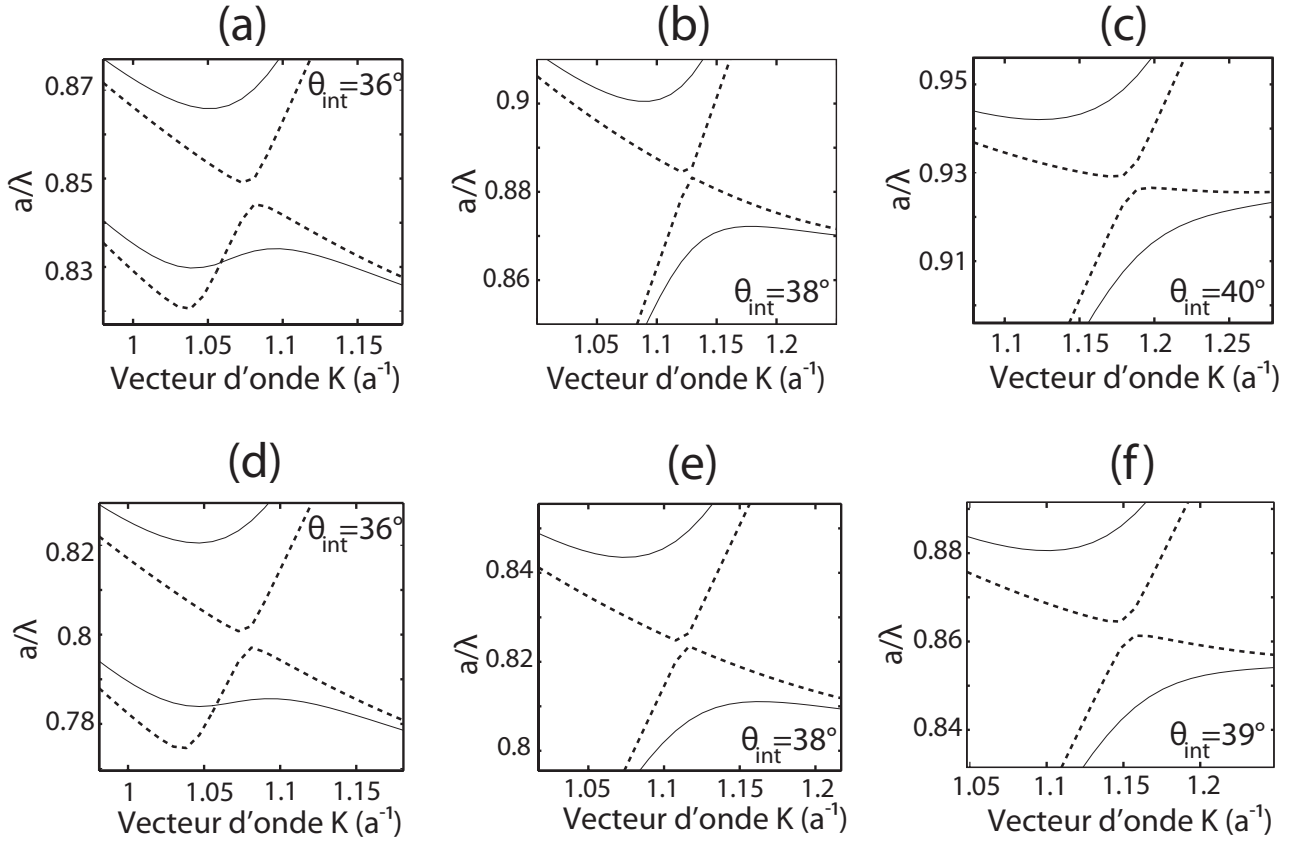 (a)
(b)
(c)
a/λ
0.87
0.85
0.83
θint=36°
1
1.05
1.1
1.15
Vecteur d'onde K (a⁻¹)
0.9
0.88
0.86
θint=38°
1.05
1.1
1.15
1.2
Vecteur d'onde K (a⁻¹)
a/λ
0.95
0.93
0.91
θint=40°
1.1
1.15
1.2
1.25
Vecteur d'onde K (a⁻¹)
(d)
(e)
(f)
a/λ
0.82
0.8
0.78
θint=36°
1
1.05
1.1
1.15
Vecteur d'onde K (a⁻¹)
a/λ
0.84
0.82
0.8
θint=38°
1.05
1.1
1.15
1.2
Vecteur d'onde K (a⁻¹)
a/λ
0.88
0.86
0.84
θint=39°
1.05
1.1
1.15
1.2
Vecteur d'onde K (a⁻¹)